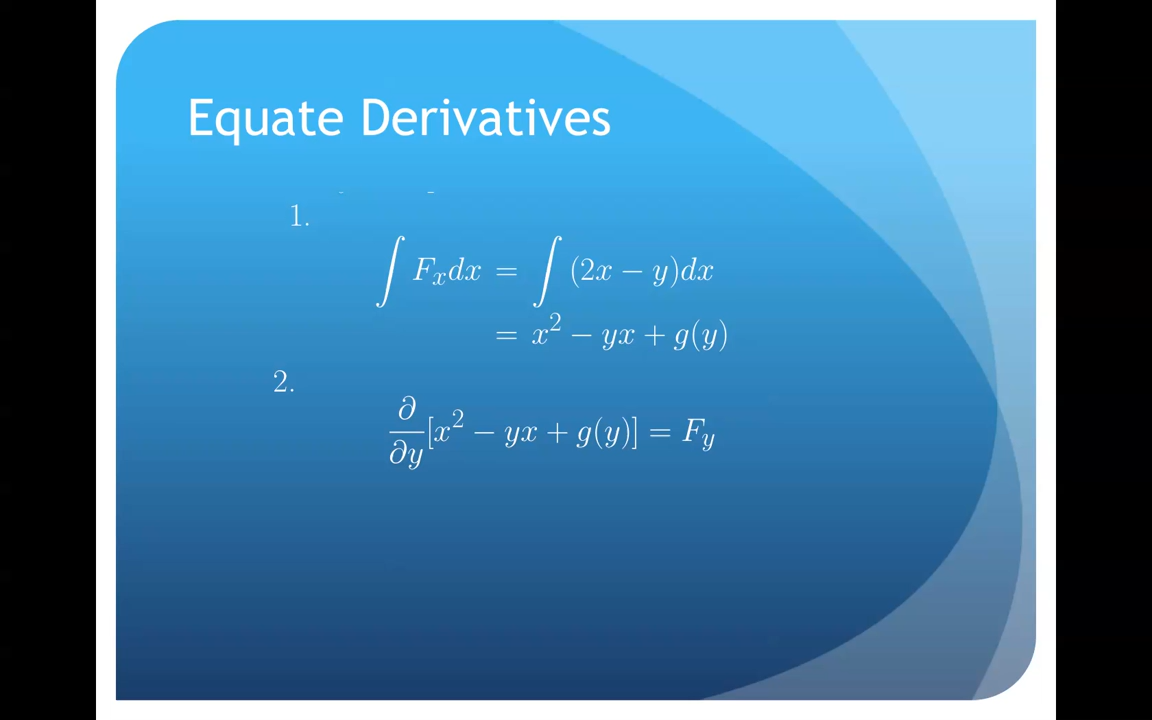 Equate Derivatives
1.
∫ F_x dx = ∫ (2x − y)dx
= x² − yx + g(y)
2.
∂/∂y [x² − yx + g(y)] = F_y